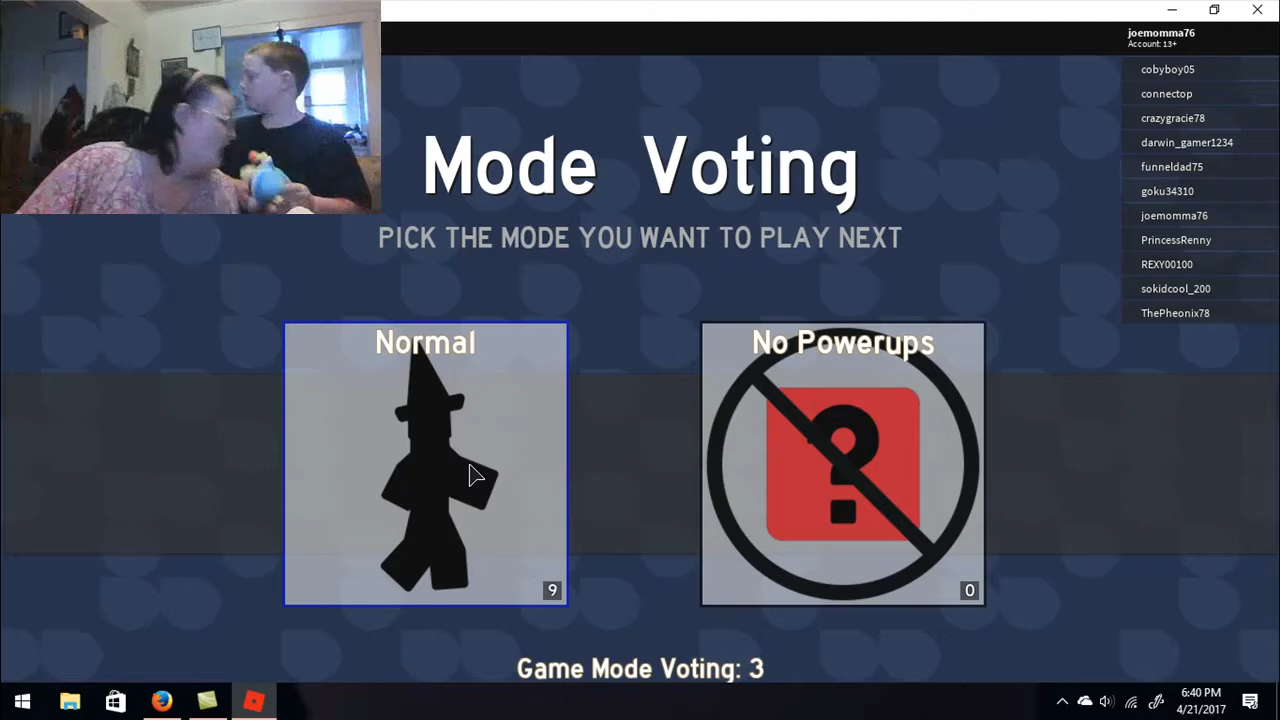 joemomma76
Account: 13+
cobyboy05
connectop
crazygracie78
darwin_gamer1234
funneldad75
goku34310
joemomma76
PrincessRenny
REXY00100
sokidcool_200
ThePheonix78
Mode Voting
PICK THE MODE YOU WANT TO PLAY NEXT
Normal
9
No Powerups
?
0
Game Mode Voting: 3
6:40 PM
4/21/2017